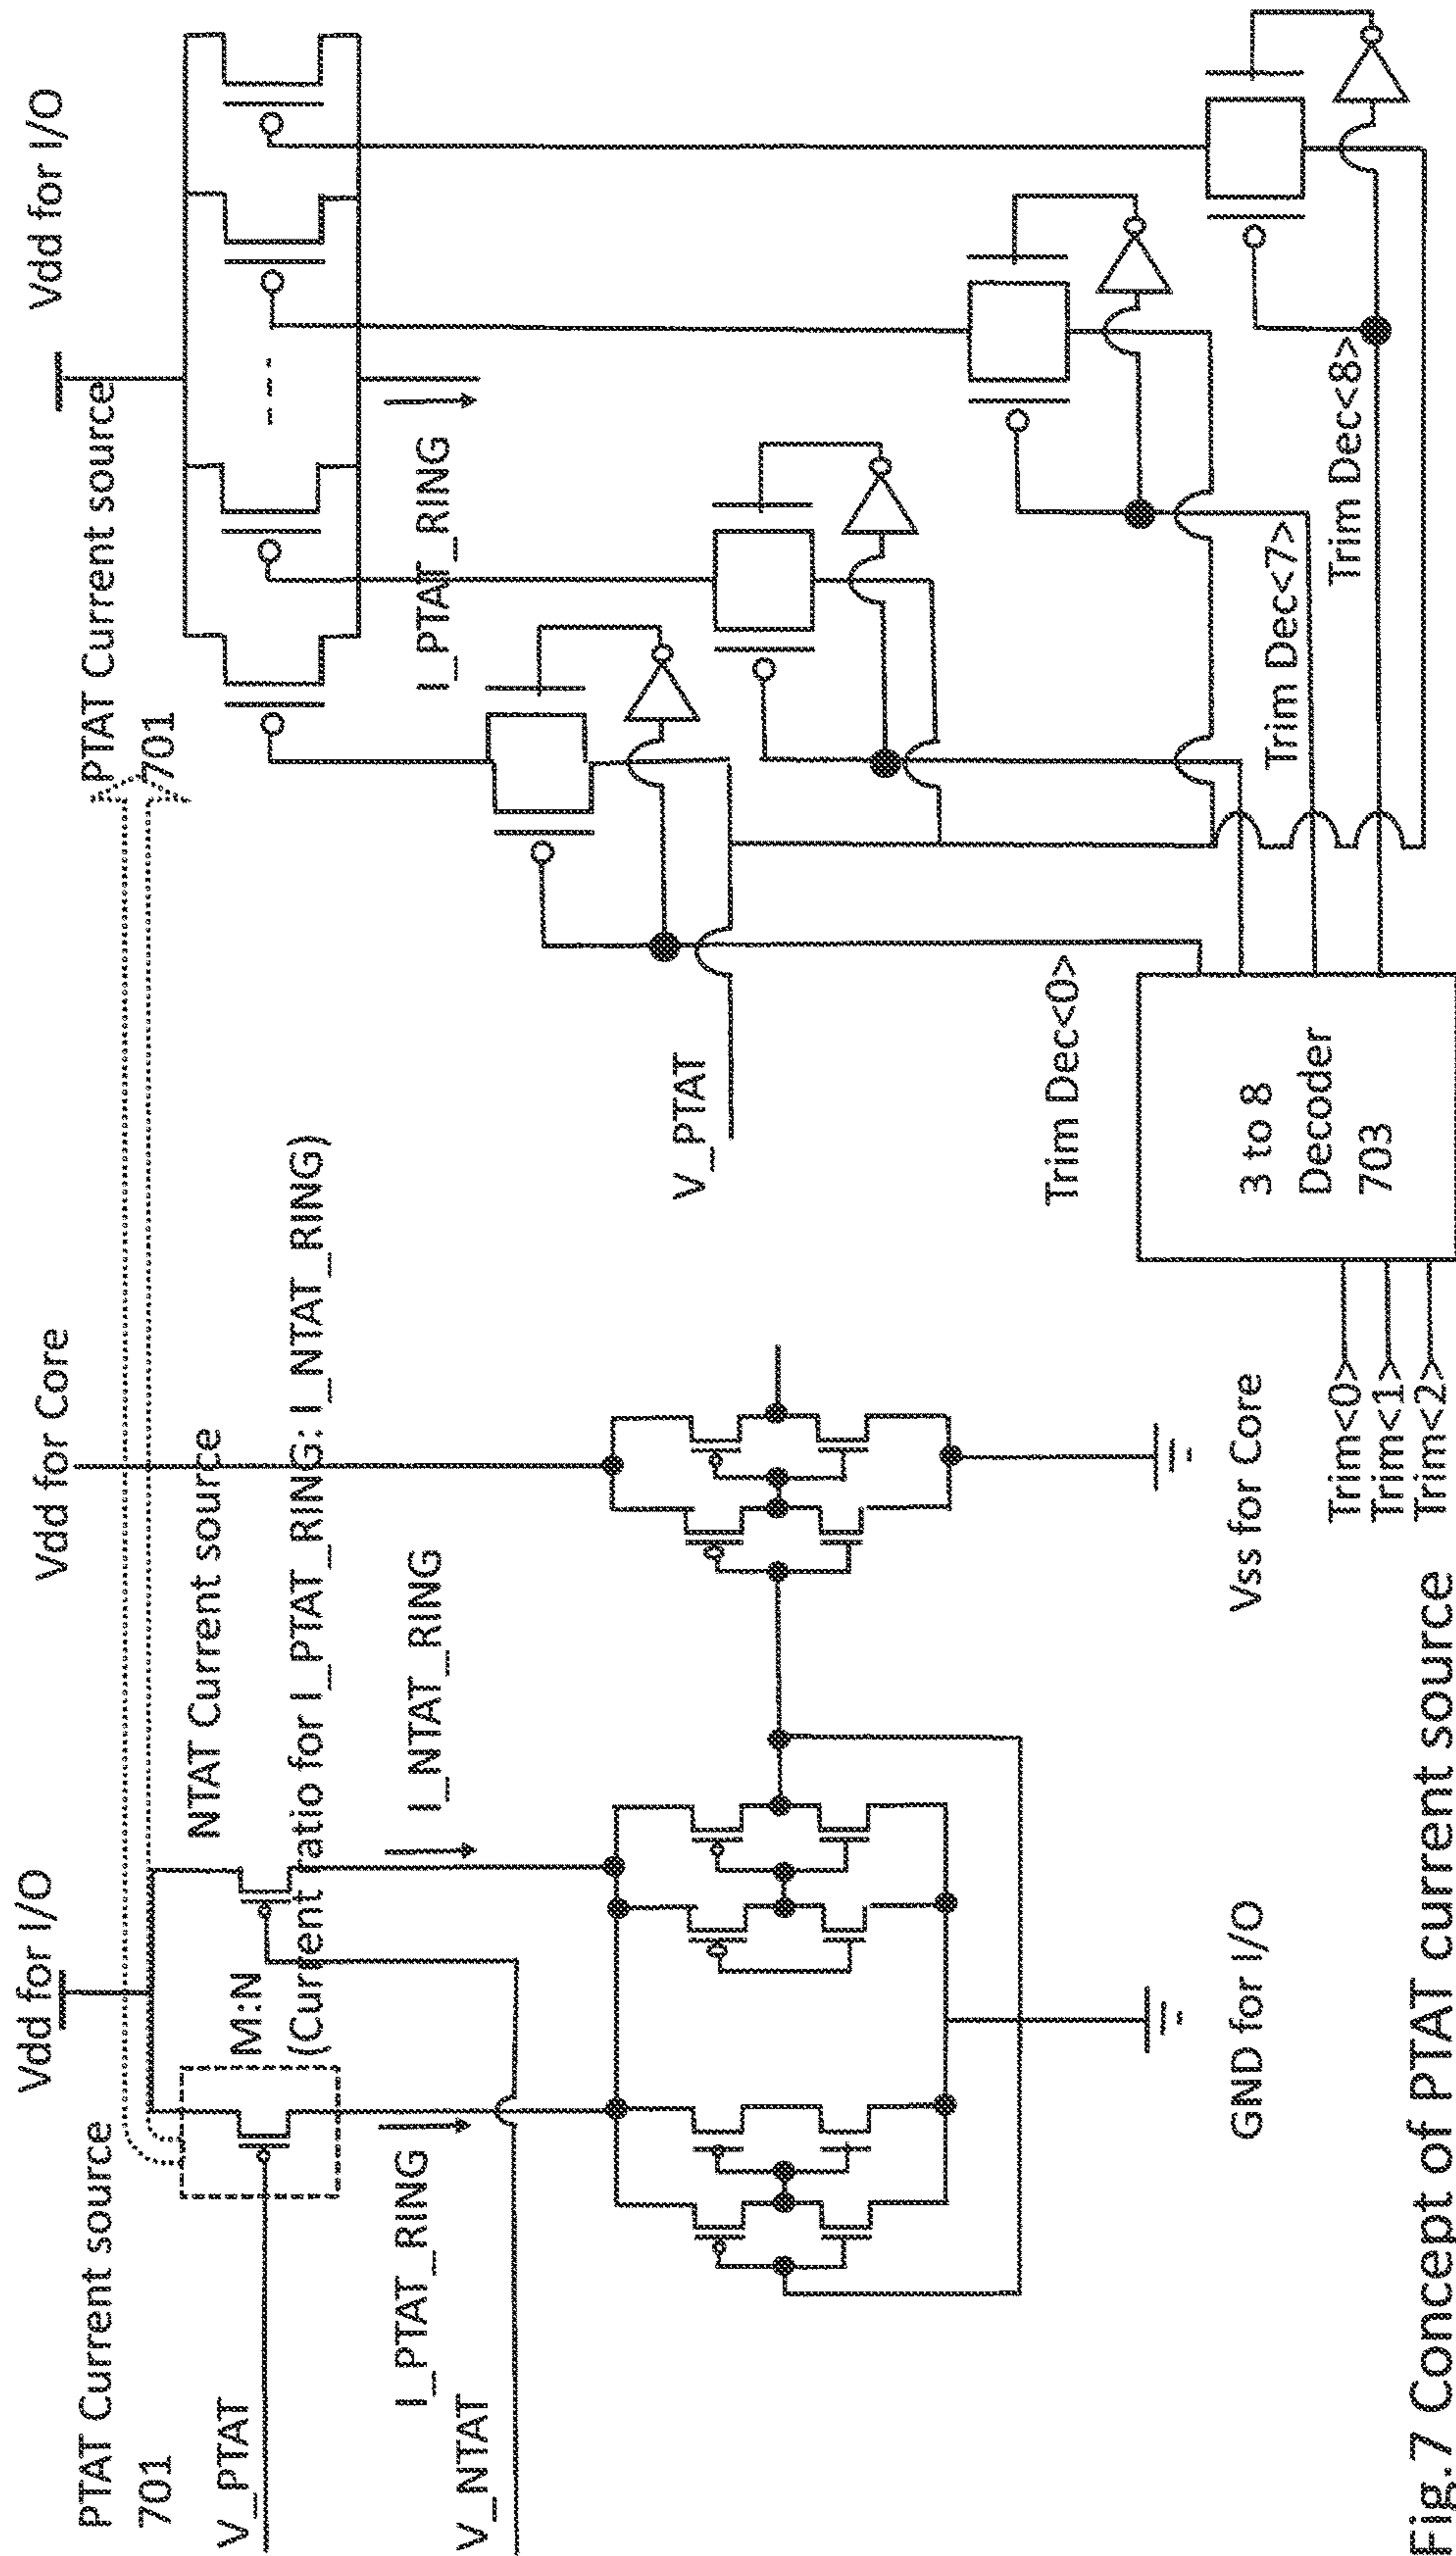 Vdd for I/O
Vdd for Core
Vdd for I/O
PTAT Current source
701
NTAT Current source
PTAT Current source
701
V_PTAT
M:N
(Current ratio for I_PTAT_RING: I_NTAT_RING)
I_PTAT_RING
I_NTAT_RING
I_PTAT_RING
V_NTAT
V_PTAT
Trim Dec<0>
Trim Dec<7>
Trim Dec<8>
GND for I/O
Vss for Core
3 to 8
Decoder
703
Trim<0>
Trim<1>
Trim<2>
Fig.7 Concept of PTAT current source